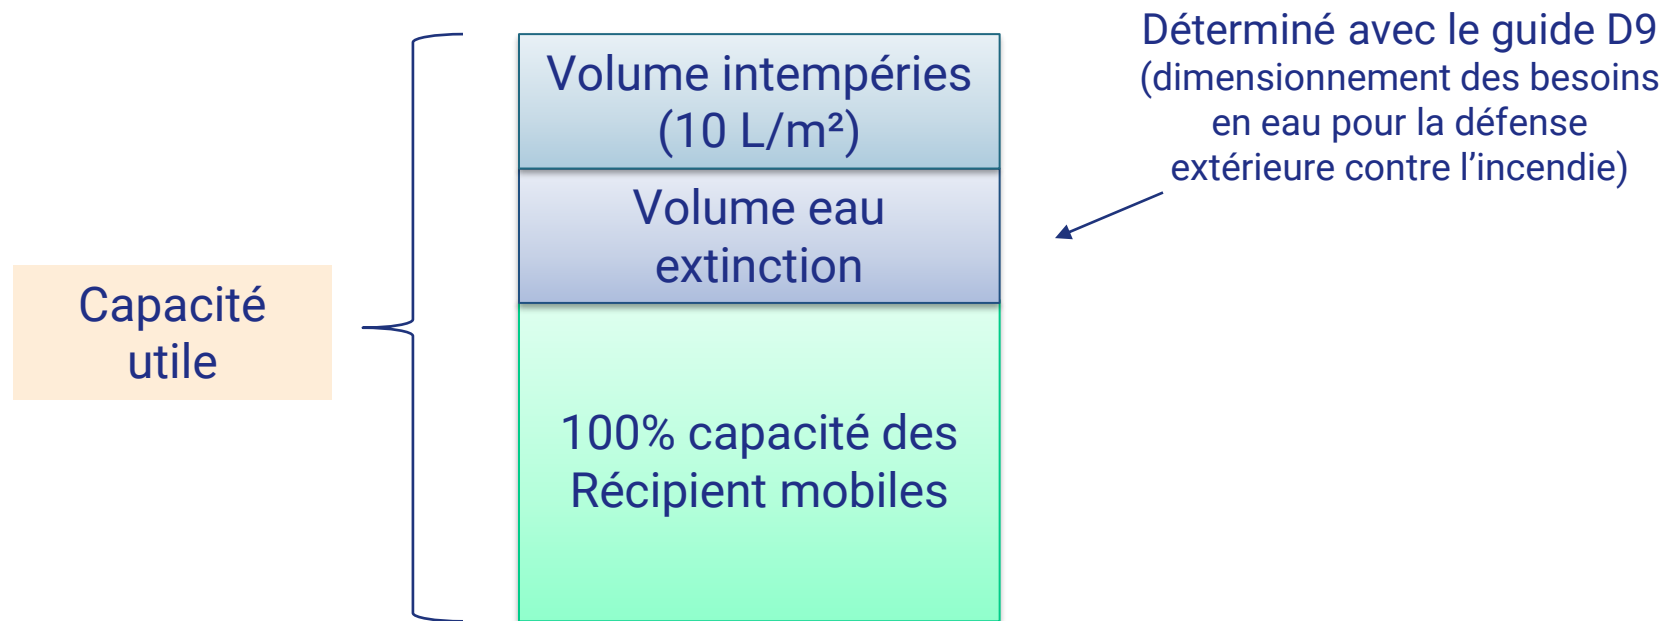 Capacité
utile
Volume intempéries
(10 L/m²)
Volume eau
extinction
100% capacité des
Récipient mobiles
Déterminé avec le guide D9
(dimensionnement des besoins
en eau pour la défense
extérieure contre l’incendie)